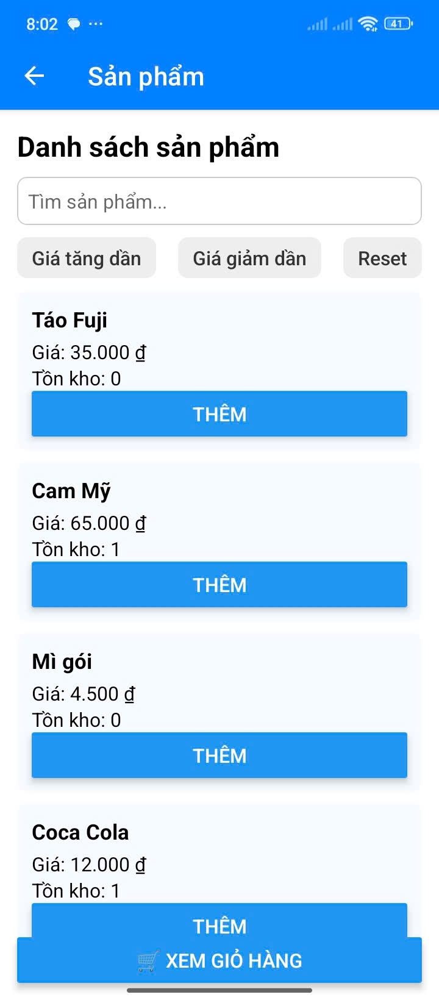 8:02 ... 41
Sản phẩm
Danh sách sản phẩm
Tìm sản phẩm...
Giá tăng dần Giá giảm dần Reset
Táo Fuji
Giá: 35.000 ₫
Tồn kho: 0
THÊM
Cam Mỹ
Giá: 65.000 ₫
Tồn kho: 1
THÊM
Mì gói
Giá: 4.500 ₫
Tồn kho: 0
THÊM
Coca Cola
Giá: 12.000 ₫
Tồn kho: 1
THÊM
🛒 XEM GIỎ HÀNG